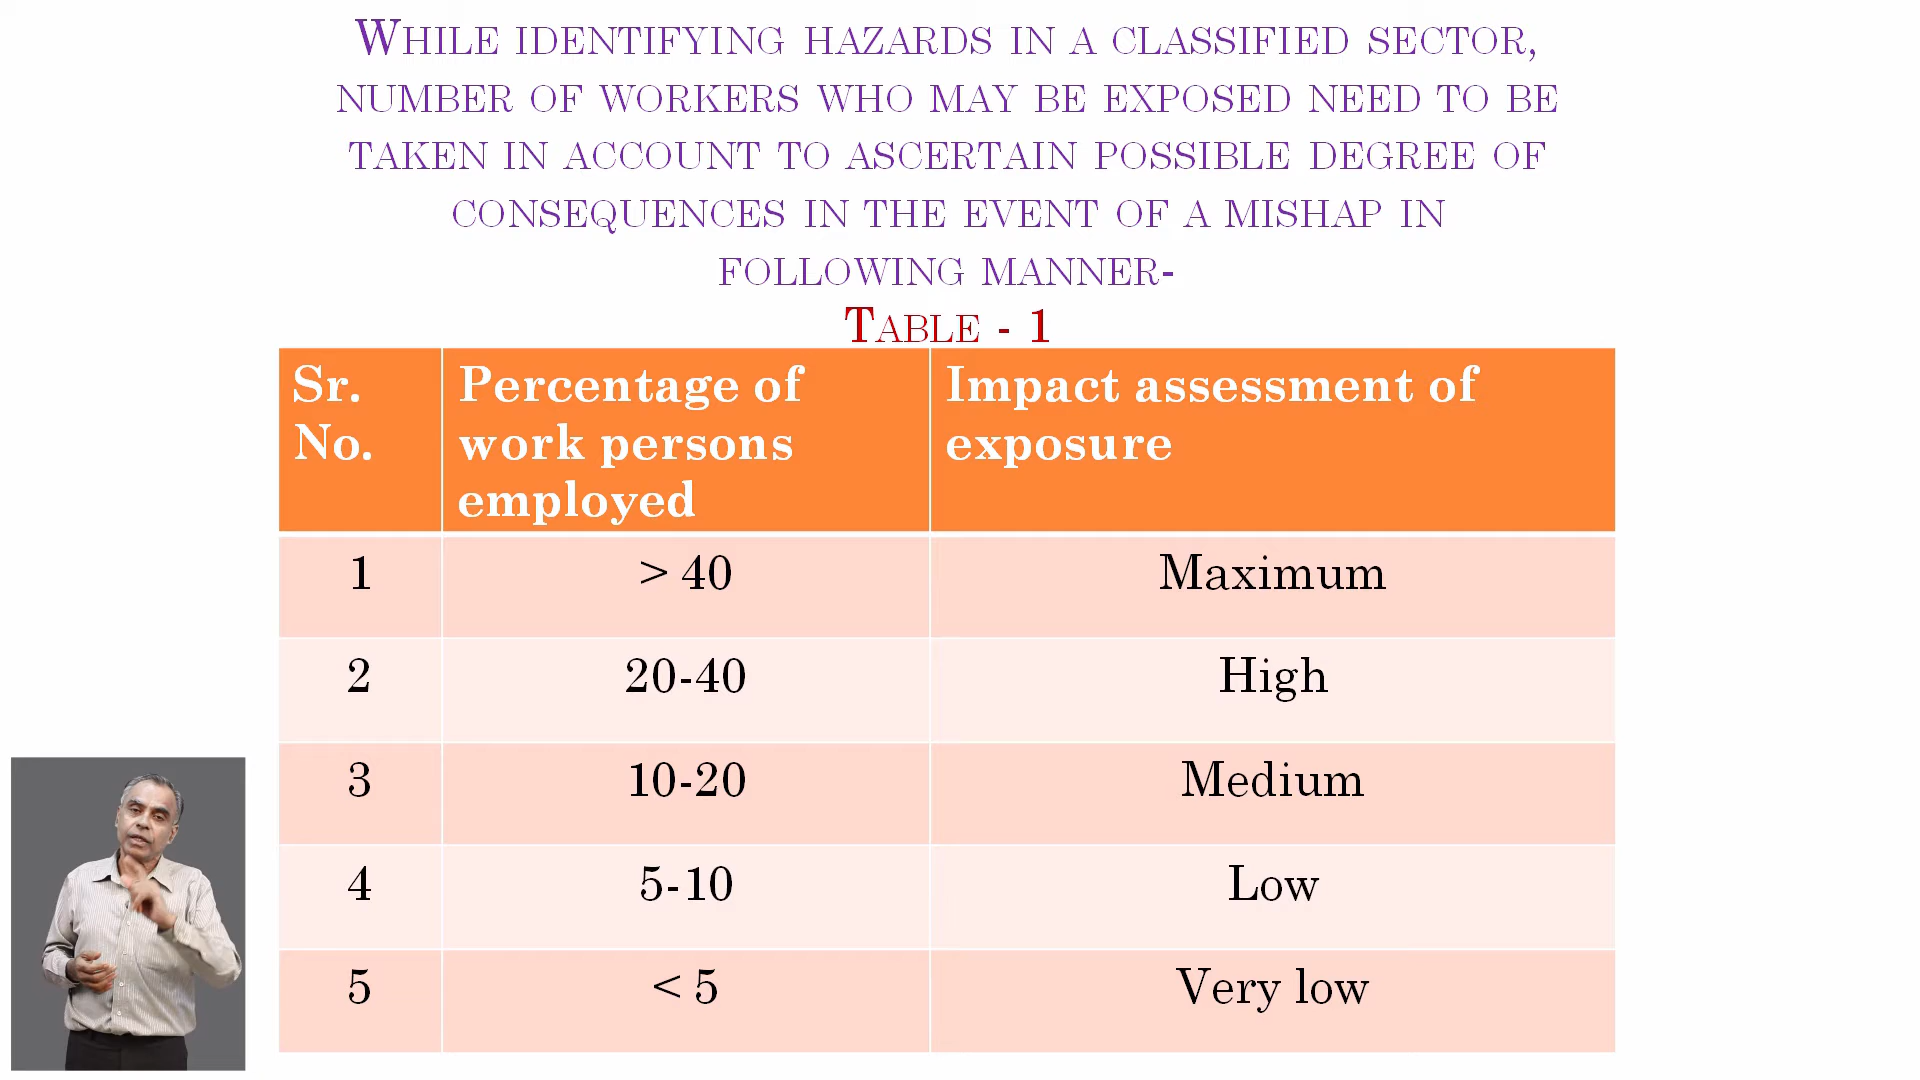 While identifying hazards in a classified sector,
number of workers who may be exposed need to be
taken in account to ascertain possible degree of
consequences in the event of a mishap in
following manner-
Table - 1
Sr. No.
Percentage of work persons employed
Impact assessment of exposure
1 > 40 Maximum
2 20-40 High
3 10-20 Medium
4 5-10 Low
5 < 5 Very low